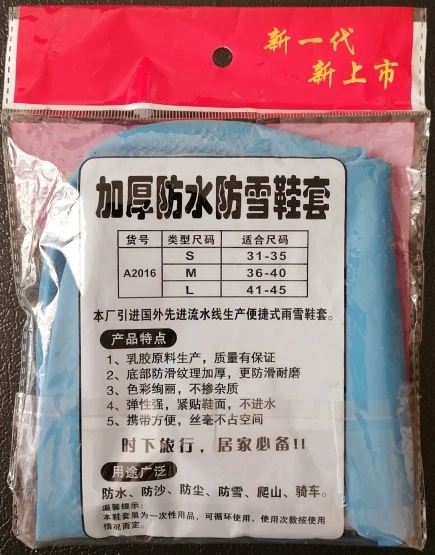 新一代
新上市
加厚防水防雪鞋套
货号 类型尺码 适合尺码
A2016
S 31-35
M 36-40
L 41-45
本厂引进国外先进流水线生产便捷式雨雪鞋套。
产品特点
1、乳胶原料生产，质量有保证
2、底部防滑纹理加厚，更防滑耐磨
3、色彩绚丽，不掺杂质
4、弹性强，紧贴鞋面，不进水
5、携带方便，丝毫不占空间
时下旅行，居家必备!!
用途广泛
防水、防沙、防尘、防雪、爬山、骑车。
温馨提示：
本鞋套虽为一次性用品，可循环使用，使用次数按使用
情况而定。